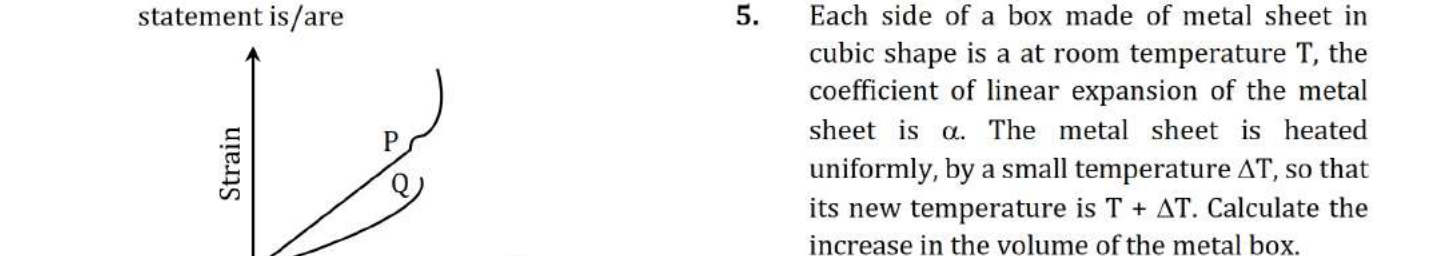 statement is/are
Strain
P
Q
5. Each side of a box made of metal sheet in
cubic shape is a at room temperature T, the
coefficient of linear expansion of the metal
sheet is α. The metal sheet is heated
uniformly, by a small temperature ΔT, so that
its new temperature is T + ΔT. Calculate the
increase in the volume of the metal box.